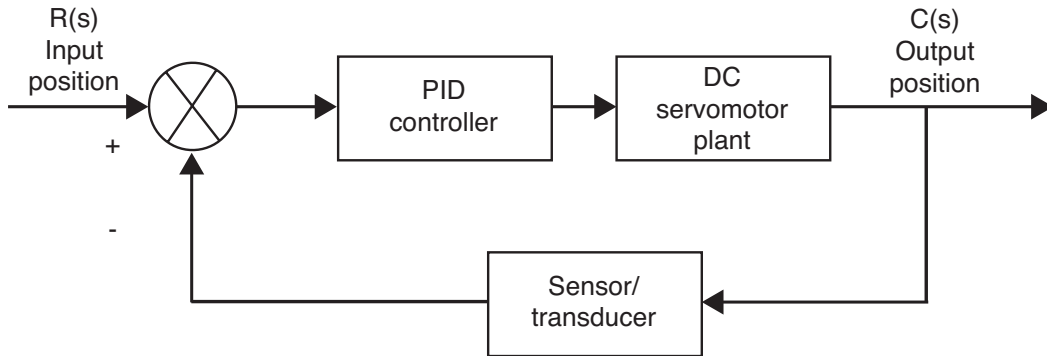 R(s)
Input
position
+
-
PID
controller
DC
servomotor
plant
C(s)
Output
position
Sensor/
transducer